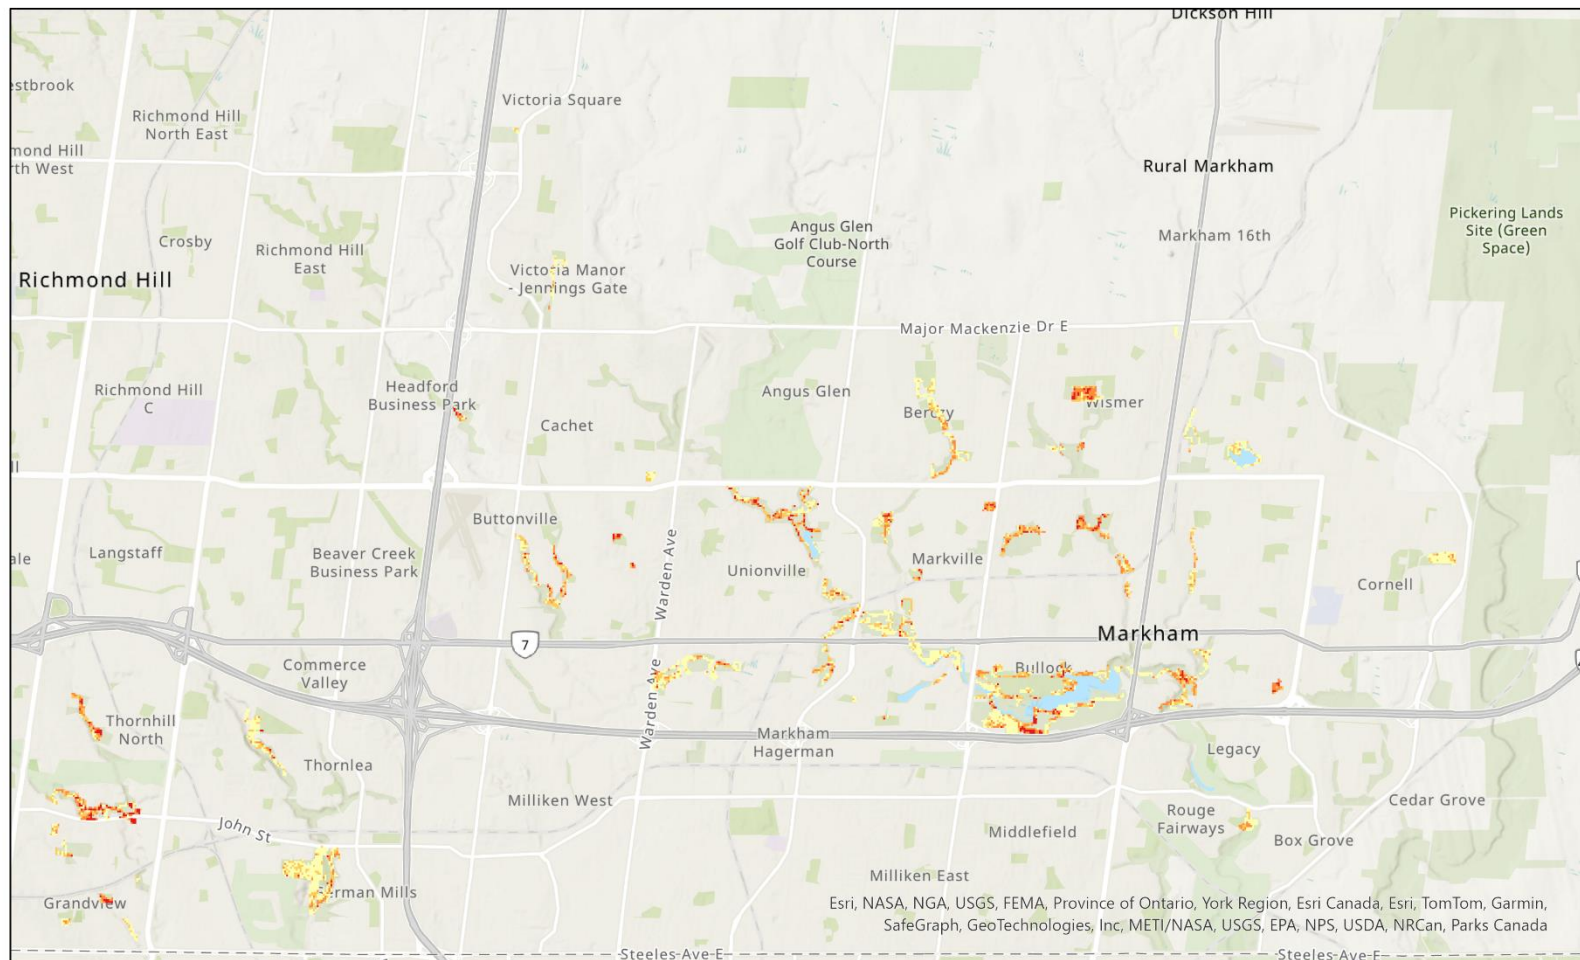 Dickson Hill
estbrook
Victoria Square
Richmond Hill
North East
mond Hill
rth West
Rural Markham
Pickering Lands
Site (Green
Space)
Angus Glen
Golf Club-North
Course
Markham 16th
Crosby
Richmond Hill
East
Richmond Hill
Victoria Manor
- Jennings Gate
Major Mackenzie Dr E
Richmond Hill
C
Headford
Business Park
Angus Glen
Berczy
Wismer
Cachet
ll
Buttonville
Warden Ave
ale
Langstaff
Beaver Creek
Business Park
Unionville
Markville
Cornell
7
Markham
Commerce
Valley
Bullock
Warden Ave
Thornhill
North
Markham
Hagerman
Legacy
Thornlea
Milliken West
Cedar Grove
Rouge
Fairways
John St
Middlefield
Box Grove
Milliken East
German Mills
Grandview
Esri, NASA, NGA, USGS, FEMA, Province of Ontario, York Region, Esri Canada, Esri, TomTom, Garmin,
SafeGraph, GeoTechnologies, Inc, METI/NASA, USGS, EPA, NPS, USDA, NRCan, Parks Canada
Steeles Ave E
Steeles Ave E